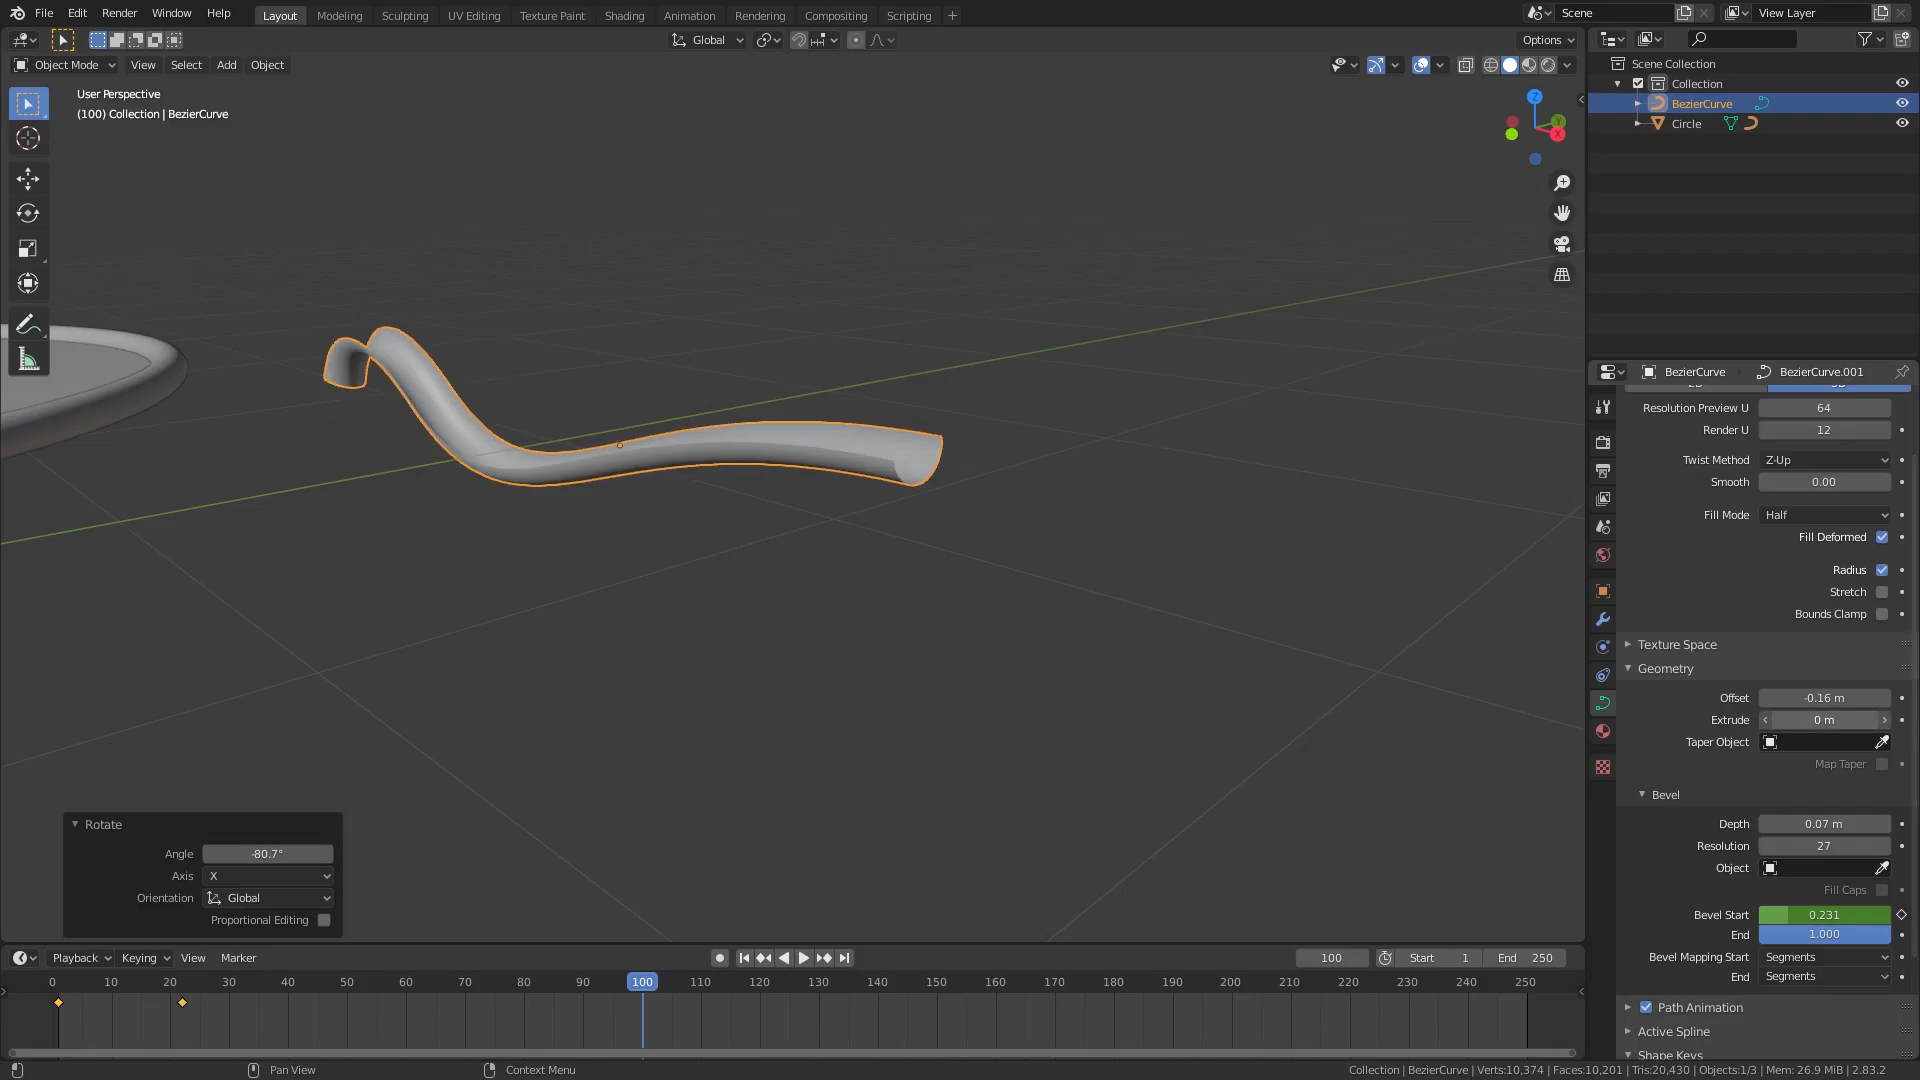 File Edit Render Window Help Layout Modeling Sculpting UV Editing Texture Paint Shading Animation Rendering Compositing Scripting Scene View Layer
Global Options
Object Mode View Select Add Object
User Perspective
(100) Collection | BezierCurve
Z
Y
X
Scene Collection
Collection
BezierCurve
Circle
BezierCurve BezierCurve.001
Resolution Preview U 64
Render U 12
Twist Method Z-Up
Smooth 0.00
Fill Mode Half
Fill Deformed
Radius
Stretch
Bounds Clamp
Texture Space
Geometry
Offset -0.16 m
Extrude 0 m
Taper Object
Map Taper
Bevel
Depth 0.07 m
Resolution 27
Object
Fill Caps
Bevel Start 0.231
End 1.000
Bevel Mapping Start Segments
End Segments
Path Animation
Active Spline
Shape Keys
Rotate
Angle -80.7°
Axis X
Orientation Global
Proportional Editing
Playback Keying View Marker 100 Start 1 End 250
0 10 20 30 40 50 60 70 80 90 100 110 120 130 140 150 160 170 180 190 200 210 220 230 240 250
Pan View Context Menu Collection | BezierCurve | Verts:10,374 | Faces:10,201 | Tris:20,430 | Objects:1/3 | Mem: 26.9 MiB | 2.83.2